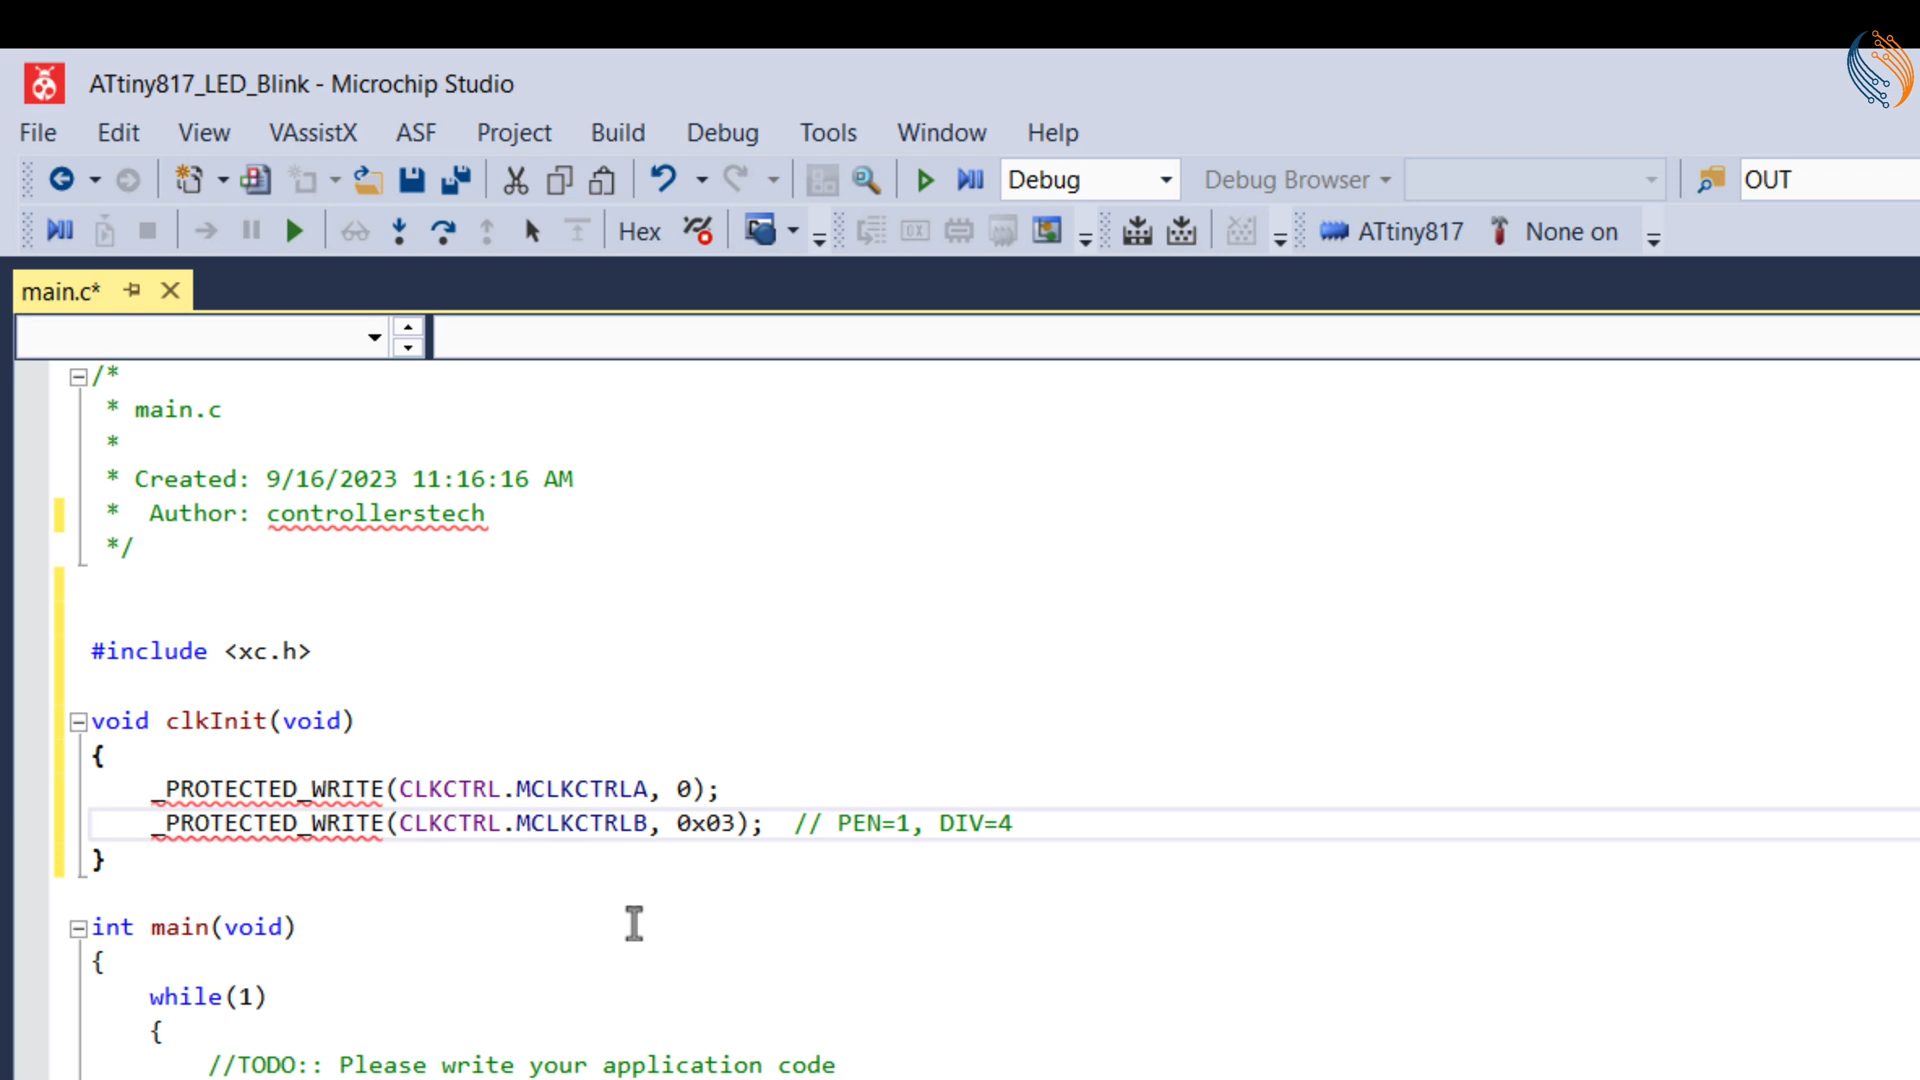 ATtiny817_LED_Blink - Microchip Studio
File Edit View VAssistX ASF Project Build Debug Tools Window Help
Debug Debug Browser OUT
Hex ATtiny817 None on
main.c*
/*
* main.c
*
* Created: 9/16/2023 11:16:16 AM
* Author: controllerstech
*/
#include <xc.h>
void clkInit(void)
{
_PROTECTED_WRITE(CLKCTRL.MCLKCTRLA, 0);
_PROTECTED_WRITE(CLKCTRL.MCLKCTRLB, 0x03); // PEN=1, DIV=4
}
int main(void)
{
while(1)
{
//TODO:: Please write your application code